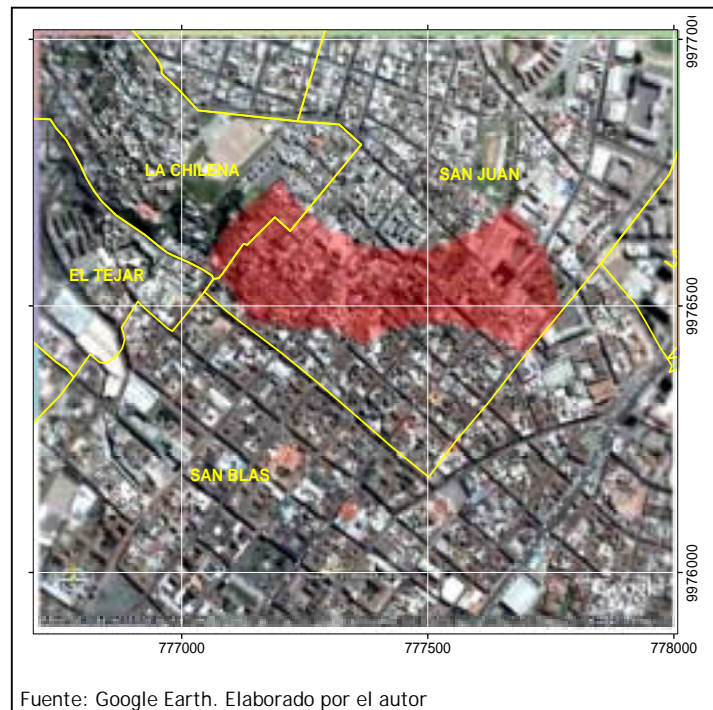 9977000
LA CHILENA
SAN JUAN
EL TEJAR
9976500
SAN BLAS
9976000
777000
777500
778000
Fuente: Google Earth. Elaborado por el autor